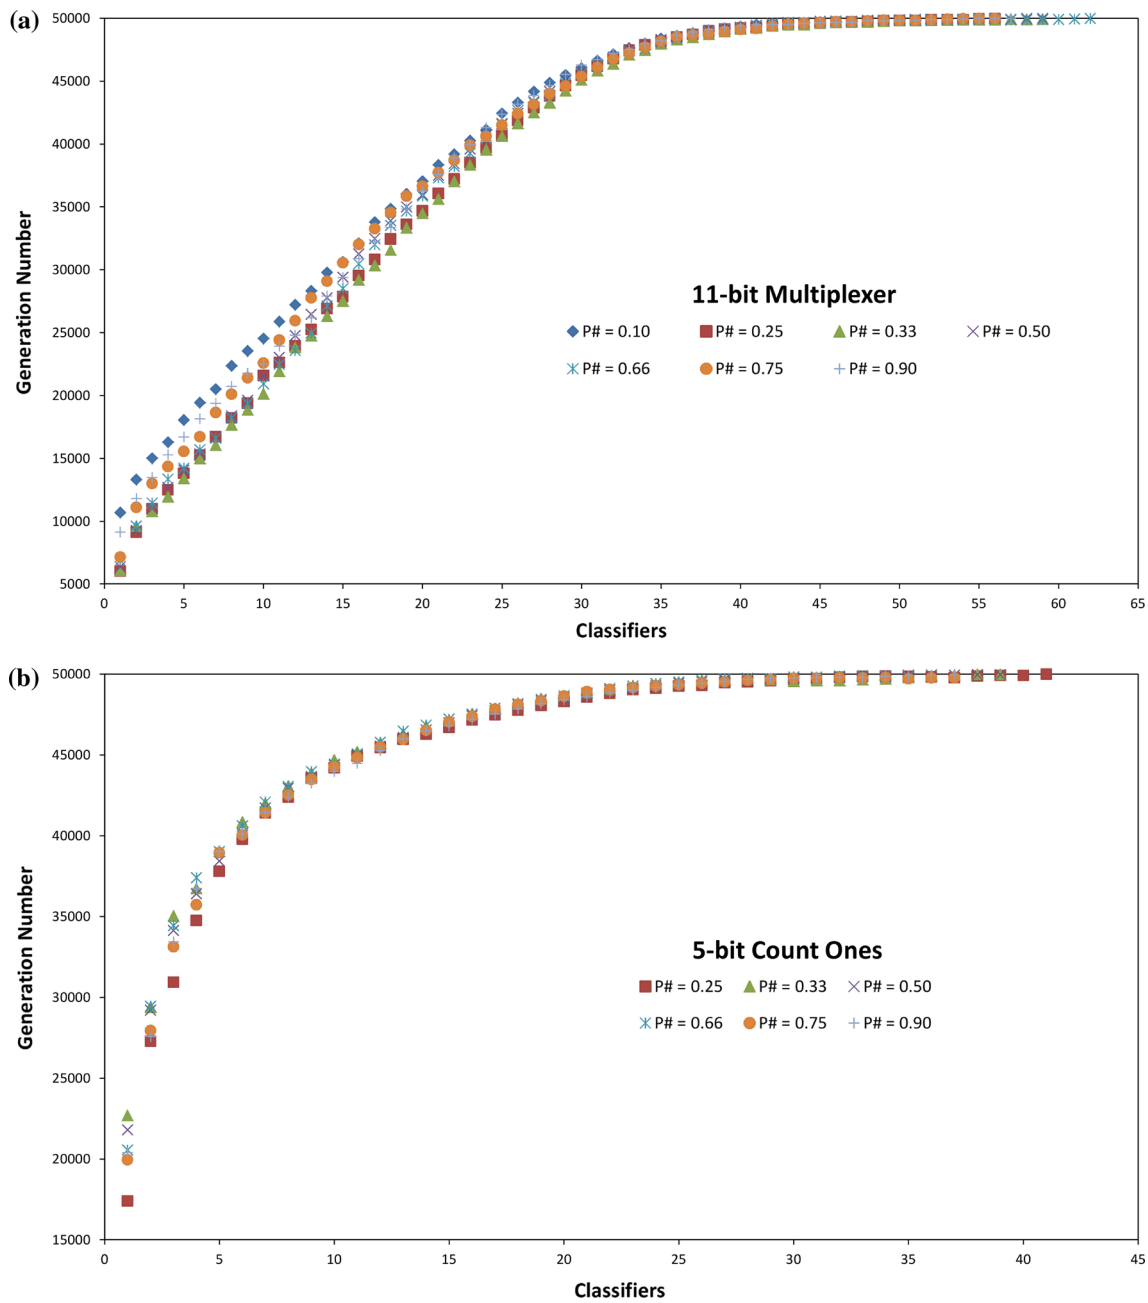 (a)
50000
45000
40000
35000
30000
25000
20000
15000
10000
5000
Generation Number
11-bit Multiplexer
P# = 0.10 P# = 0.25 P# = 0.33 P# = 0.50
P# = 0.66 P# = 0.75 P# = 0.90
0 5 10 15 20 25 30 35 40 45 50 55 60 65
Classifiers
(b)
50000
45000
40000
35000
30000
25000
20000
15000
Generation Number
5-bit Count Ones
P# = 0.25 P# = 0.33 P# = 0.50
P# = 0.66 P# = 0.75 P# = 0.90
0 5 10 15 20 25 30 35 40 45
Classifiers